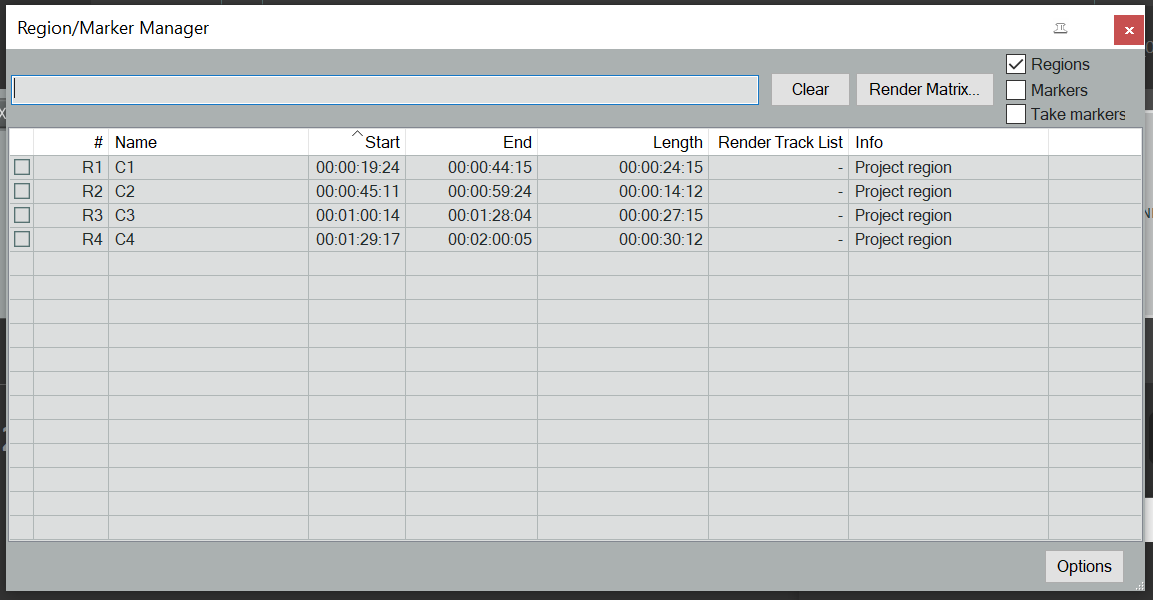 Region/Marker Manager
Clear Render Matrix... Regions
Markers
Take markers
# Name Start End Length Render Track List Info
R1 C1 00:00:19:24 00:00:44:15 00:00:24:15 - Project region
R2 C2 00:00:45:11 00:00:59:24 00:00:14:12 - Project region
R3 C3 00:01:00:14 00:01:28:04 00:00:27:15 - Project region
R4 C4 00:01:29:17 00:02:00:05 00:00:30:12 - Project region
Options